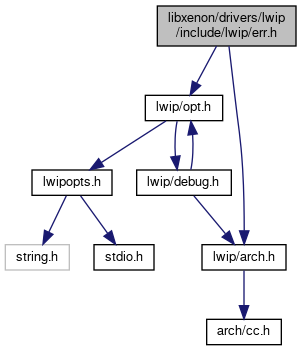 libxenon/drivers/lwip
/include/lwip/err.h
lwip/opt.h
lwipopts.h
lwip/debug.h
string.h
stdio.h
lwip/arch.h
arch/cc.h